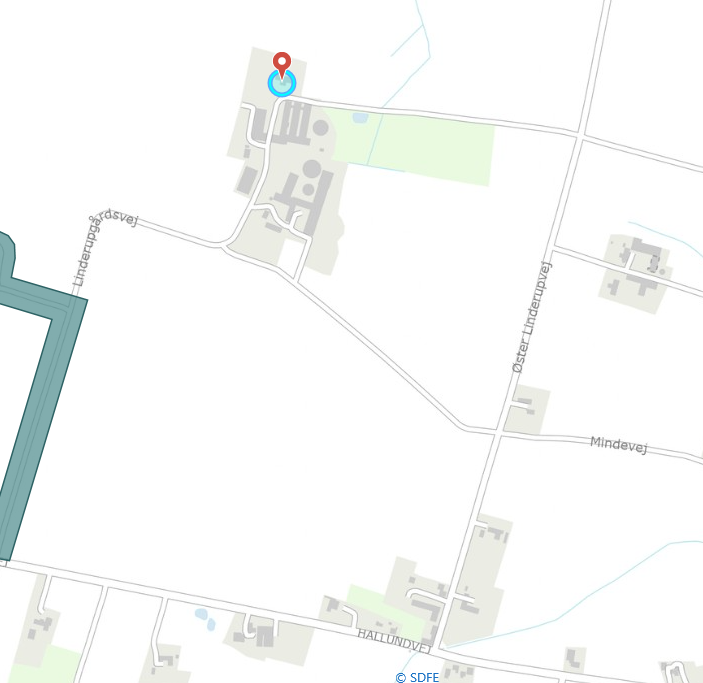 Linderupgårdsvej
Øster Linderupvej
Mindevej
HALLUNDVEJ
© SDFE